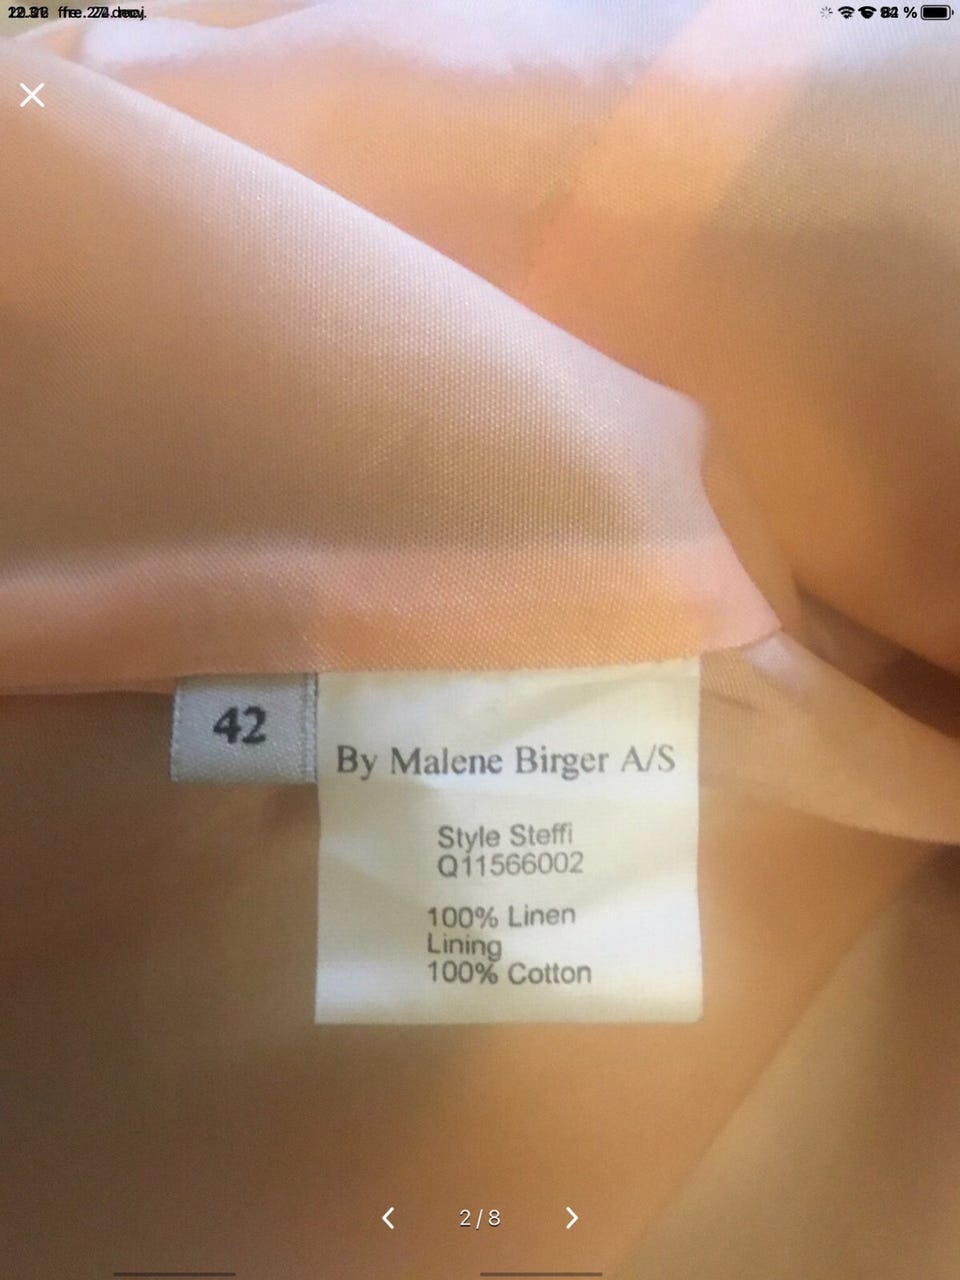 42
By Malene Birger A/S
Style Steffi
Q11566002
100% Linen
Lining
100% Cotton
2/8